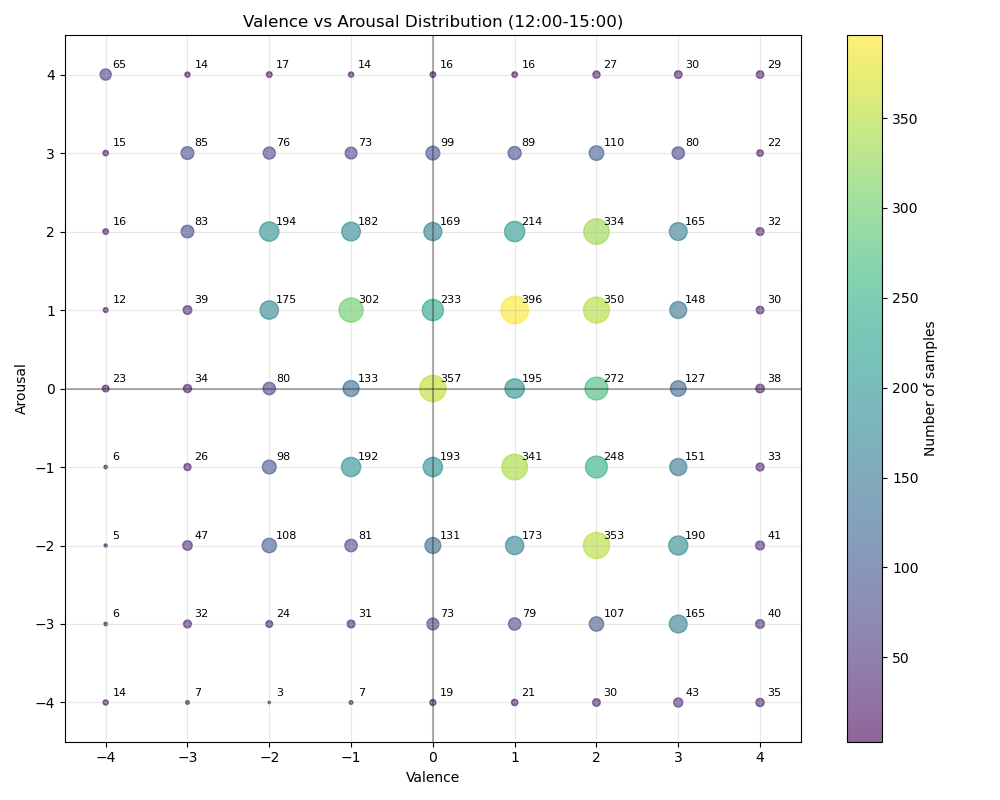 Valence vs Arousal Distribution (12:00-15:00)
4 65 14 17 14 16 16 27 30 29
3 15 85 76 73 99 89 110 80 22
2 16 83 194 182 169 214 334 165 32
1 12 39 175 302 233 396 350 148 30
0 23 34 80 133 357 195 272 127 38
−1 6 26 98 192 193 341 248 151 33
−2 5 47 108 81 131 173 353 190 41
−3 6 32 24 31 73 79 107 165 40
−4 14 7 3 7 19 21 30 43 35
−4 −3 −2 −1 0 1 2 3 4
Valence
Arousal
350
300
250
200
150
100
50
Number of samples